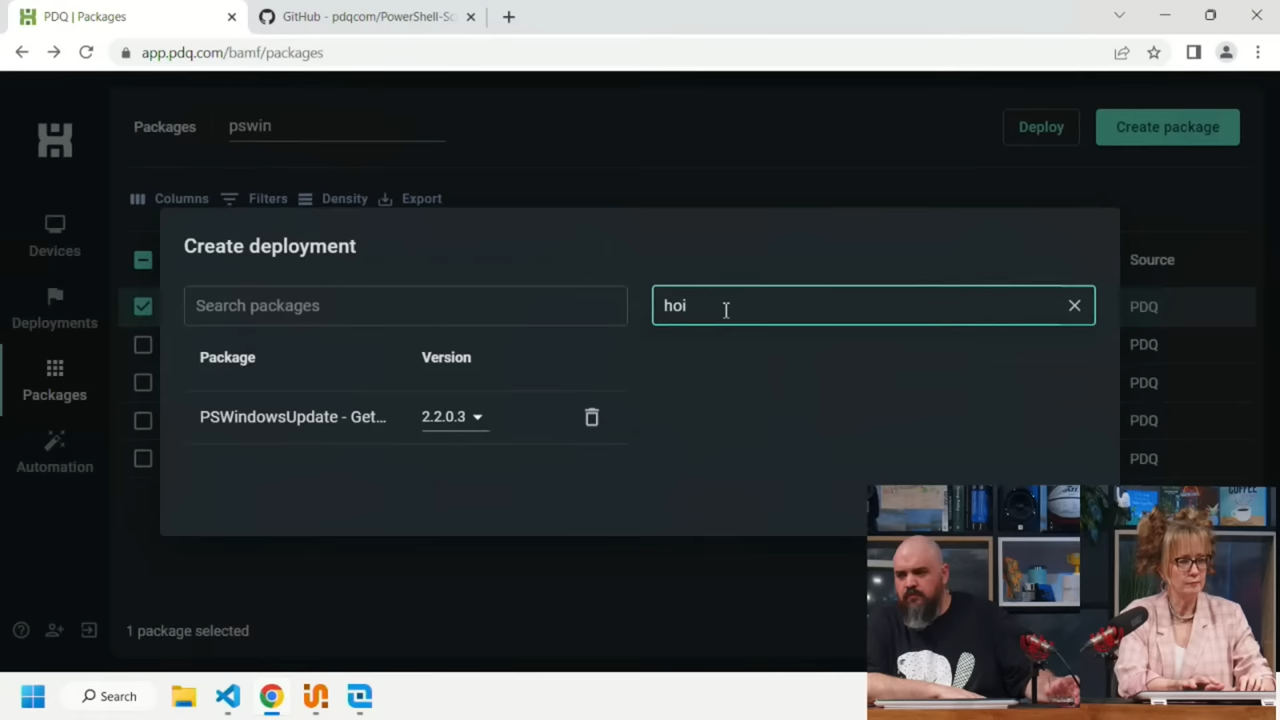 PDQ | Packages
GitHub - pdqcom/PowerShell-Sc
app.pdq.com/bamf/packages
Packages
pswin
Deploy
Create package
Columns
Filters
Density
Export
Devices
Deployments
Packages
Automation
Create deployment
Source
Search packages
hoi
PDQ
PDQ
PDQ
PDQ
PDQ
Package
Version
PSWindowsUpdate - Get...
2.2.0.3
1 package selected
COFFEE
Search